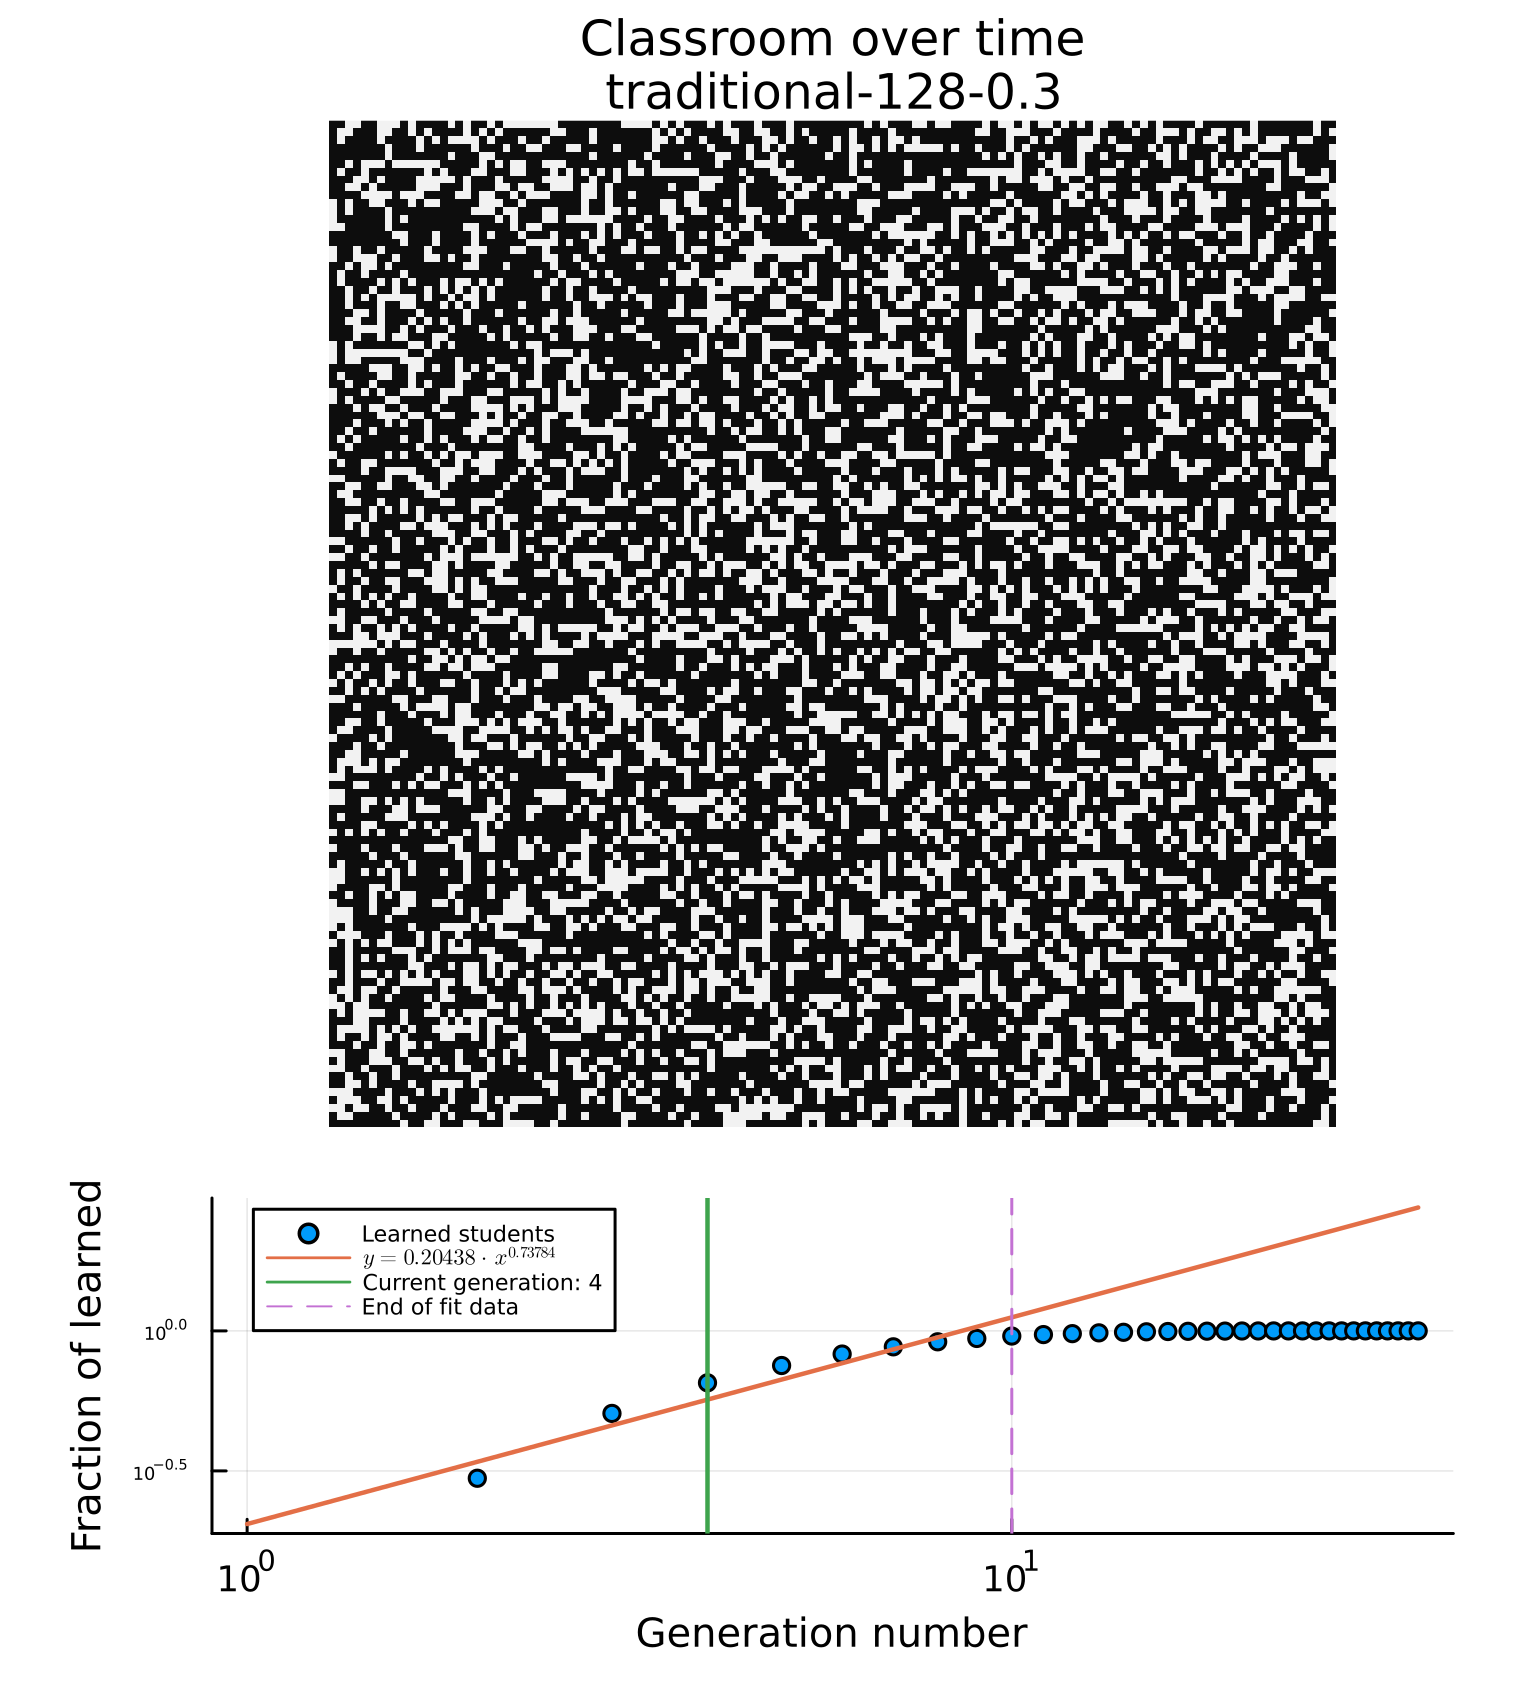 Classroom over time
traditional-128-0.3
Fraction of learned
Learned students
y = 0.20438 · x^0.73784
Current generation: 4
End of fit data
10^0.0
10^−0.5
10^0
10^1
Generation number